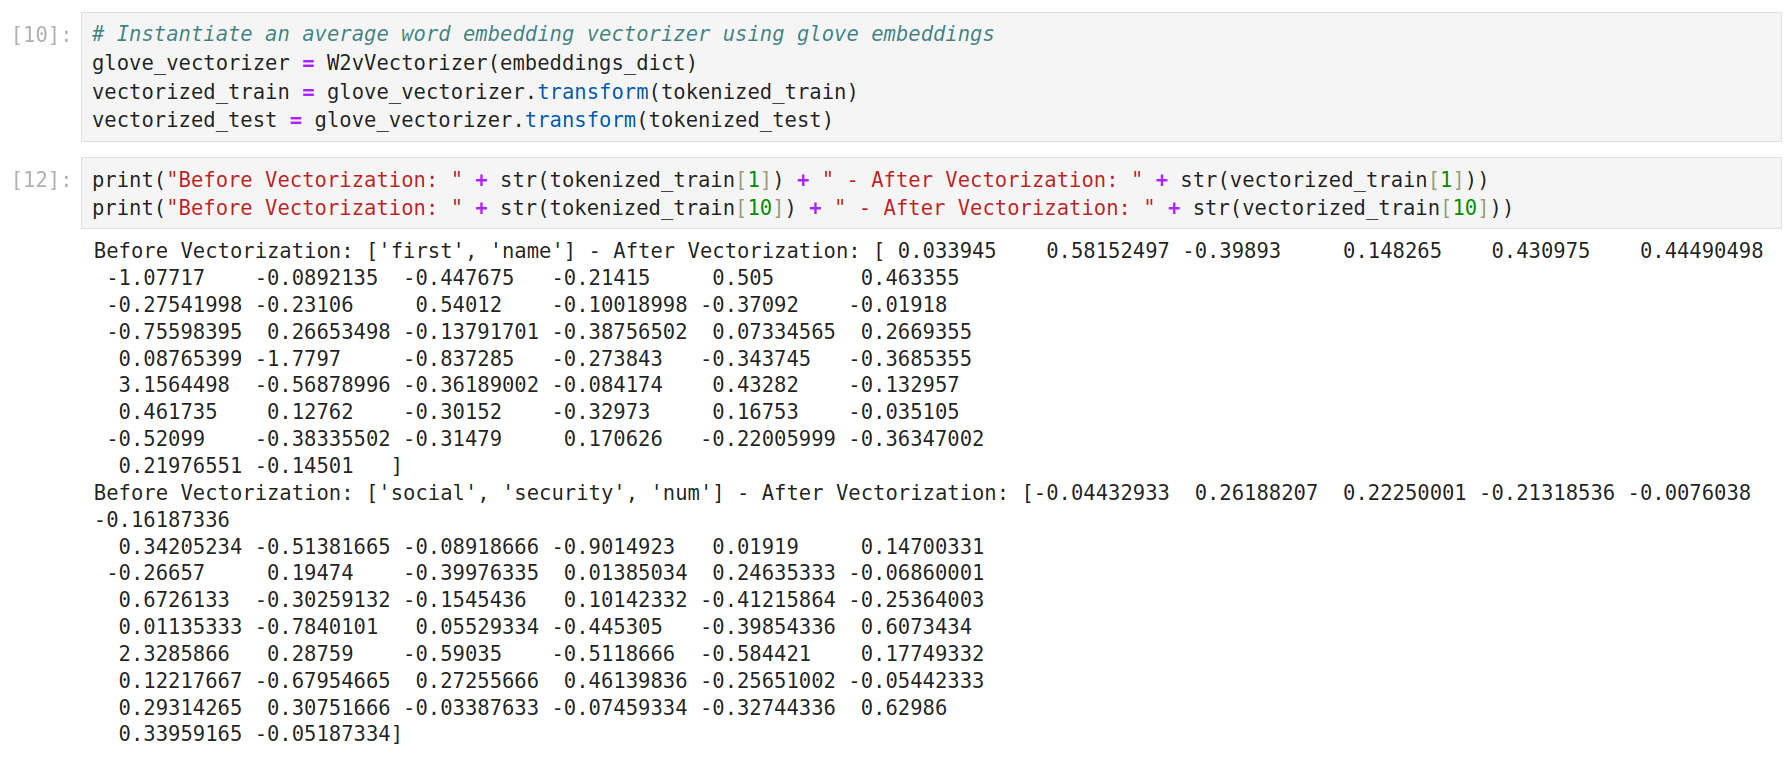 [10]: # Instantiate an average word embedding vectorizer using glove embeddings
glove_vectorizer = W2vVectorizer(embeddings_dict)
vectorized_train = glove_vectorizer.transform(tokenized_train)
vectorized_test = glove_vectorizer.transform(tokenized_test)
[12]: print("Before Vectorization: " + str(tokenized_train[1]) + " - After Vectorization: " + str(vectorized_train[1]))
print("Before Vectorization: " + str(tokenized_train[10]) + " - After Vectorization: " + str(vectorized_train[10]))
Before Vectorization: ['first', 'name'] - After Vectorization: [ 0.033945    0.58152497 -0.39893     0.148265    0.430975    0.44490498
 -1.07717    -0.0892135  -0.447675   -0.21415     0.505       0.463355
 -0.27541998 -0.23106     0.54012    -0.10018998 -0.37092    -0.01918
 -0.75598395  0.26653498 -0.13791701 -0.38756502  0.07334565  0.2669355
  0.08765399 -1.7797     -0.837285   -0.273843   -0.343745   -0.3685355
  3.1564498  -0.56878996 -0.36189002 -0.084174    0.43282    -0.132957
  0.461735    0.12762    -0.30152    -0.32973     0.16753    -0.035105
 -0.52099    -0.38335502 -0.31479     0.170626   -0.22005999 -0.36347002
  0.21976551 -0.14501   ]
Before Vectorization: ['social', 'security', 'num'] - After Vectorization: [-0.04432933  0.26188207  0.22250001 -0.21318536 -0.0076038
-0.16187336
  0.34205234 -0.51381665 -0.08918666 -0.9014923   0.01919     0.14700331
 -0.26657     0.19474    -0.39976335  0.01385034  0.24635333 -0.06860001
  0.6726133  -0.30259132 -0.1545436   0.10142332 -0.41215864 -0.25364003
  0.01135333 -0.7840101   0.05529334 -0.445305   -0.39854336  0.6073434
  2.3285866   0.28759    -0.59035    -0.5118666  -0.584421    0.17749332
  0.12217667 -0.67954665  0.27255666  0.46139836 -0.25651002 -0.05442333
  0.29314265  0.30751666 -0.03387633 -0.07459334 -0.32744336  0.62986
  0.33959165 -0.05187334]